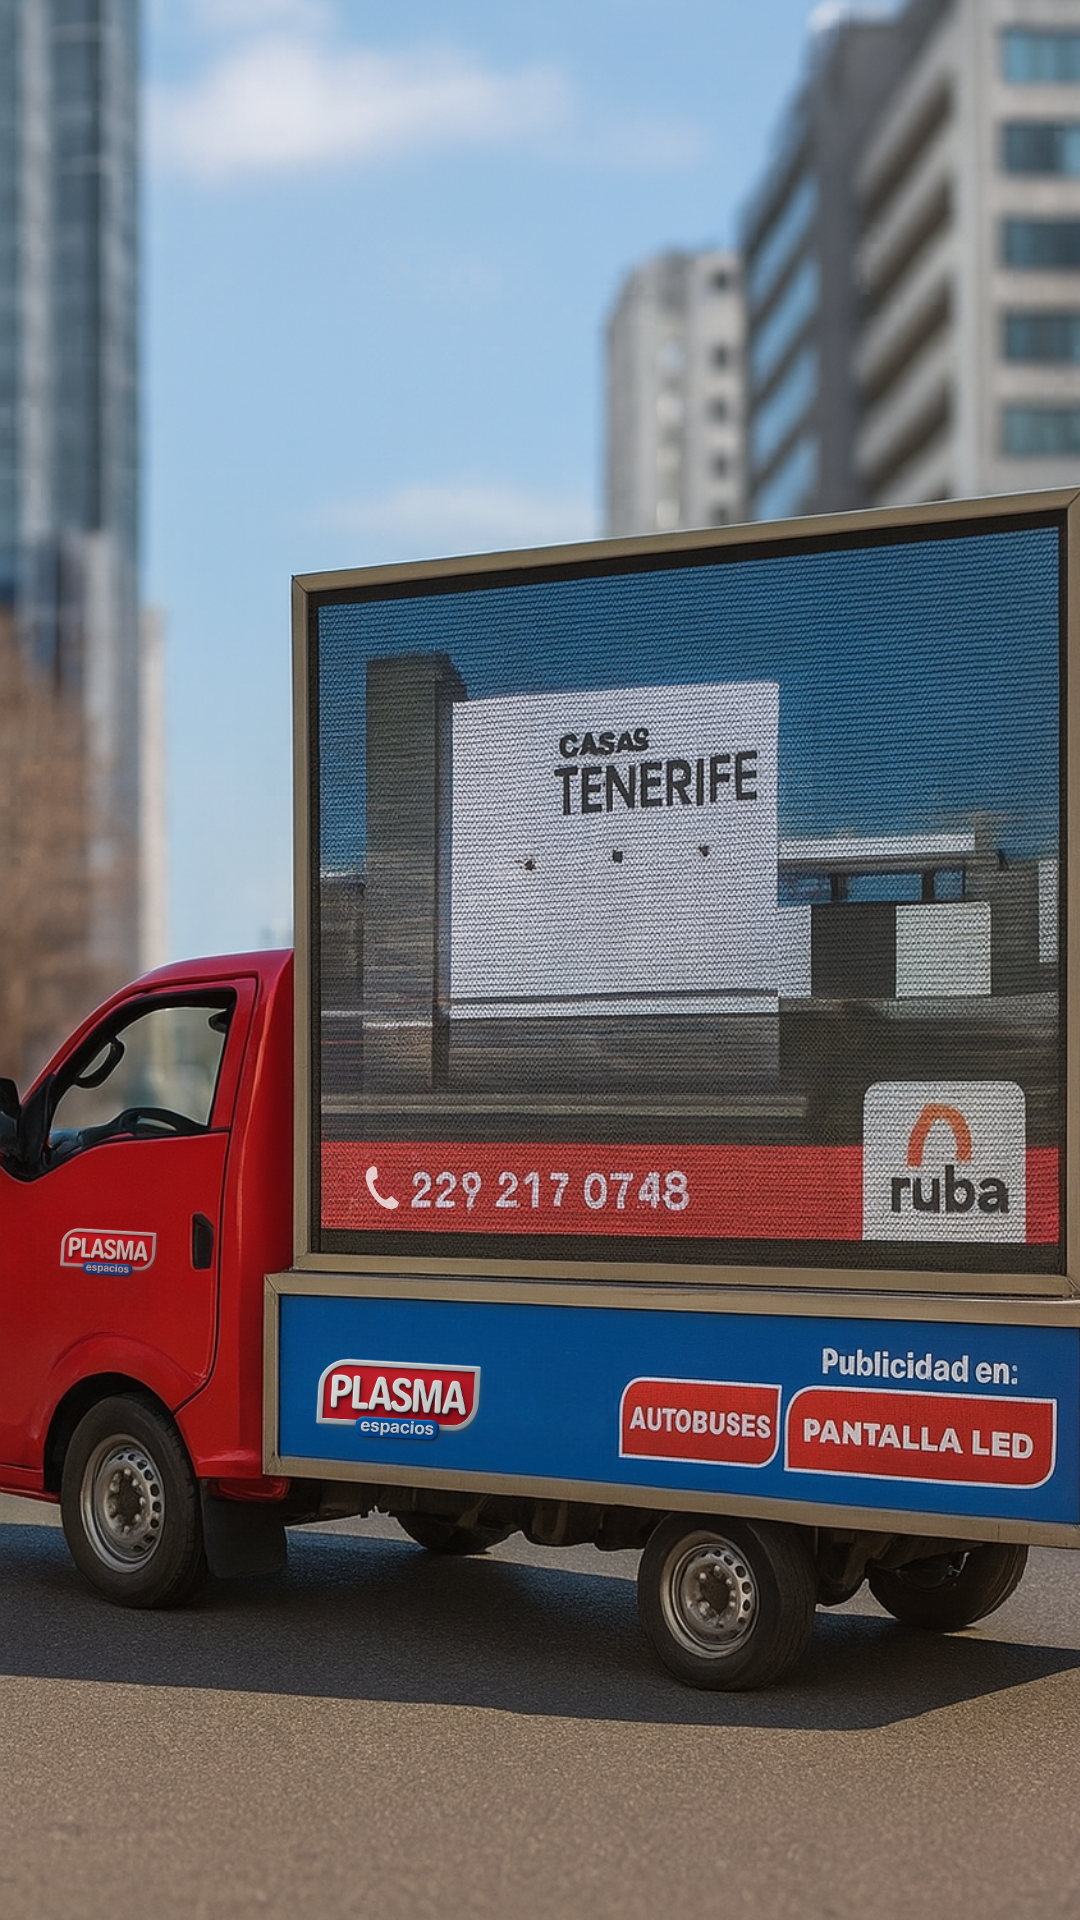 CASAS
TENERIFE
229 217 0748
ruba
PLASMA
espacios
PLASMA
espacios
Publicidad en:
AUTOBUSES
PANTALLA LED